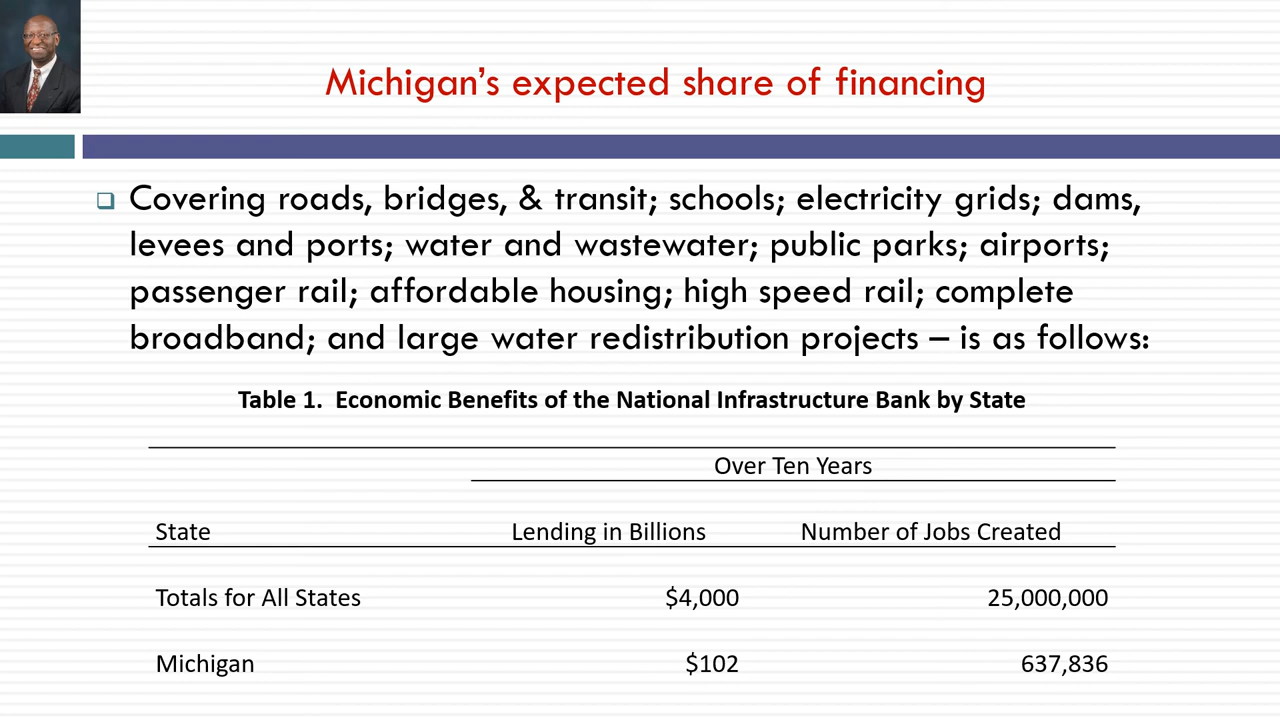 Michigan’s expected share of financing
Covering roads, bridges, & transit; schools; electricity grids; dams,
levees and ports; water and wastewater; public parks; airports;
passenger rail; affordable housing; high speed rail; complete
broadband; and large water redistribution projects – is as follows:
Table 1.  Economic Benefits of the National Infrastructure Bank by State
Over Ten Years
State Lending in Billions Number of Jobs Created
Totals for All States $4,000 25,000,000
Michigan $102 637,836